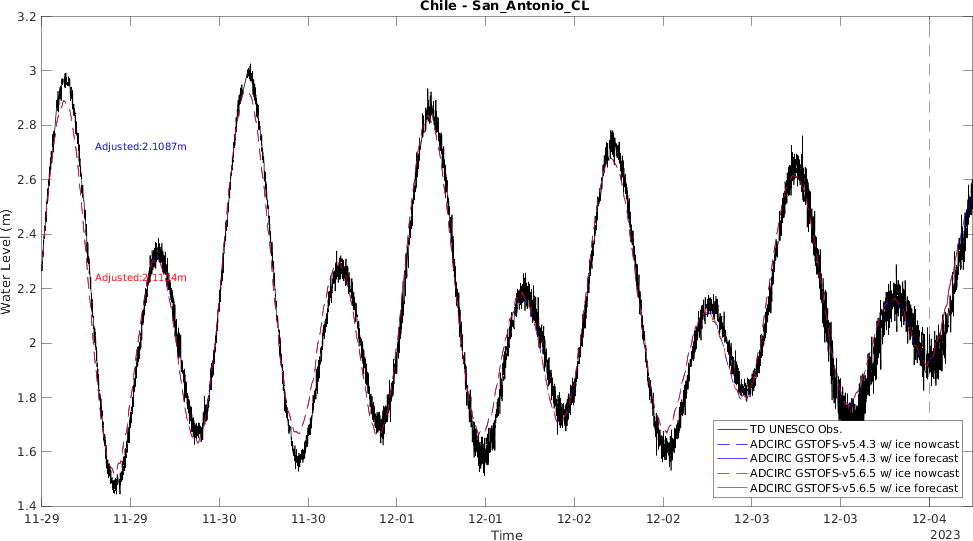 Chile - San_Antonio_CL
3.2
3
2.8
2.6
2.4
2.2
2
1.8
1.6
1.4
Water Level (m)
Adjusted:2.1087m
TD UNESCO Obs.
ADCIRC GSTOFS-v5.4.3 w/ ice nowcast
ADCIRC GSTOFS-v5.4.3 w/ ice forecast
ADCIRC GSTOFS-v5.6.5 w/ ice nowcast
ADCIRC GSTOFS-v5.6.5 w/ ice forecast
11-29 11-29 11-30 11-30 12-01 12-01 12-02 12-02 12-03 12-03 12-04
Time
2023